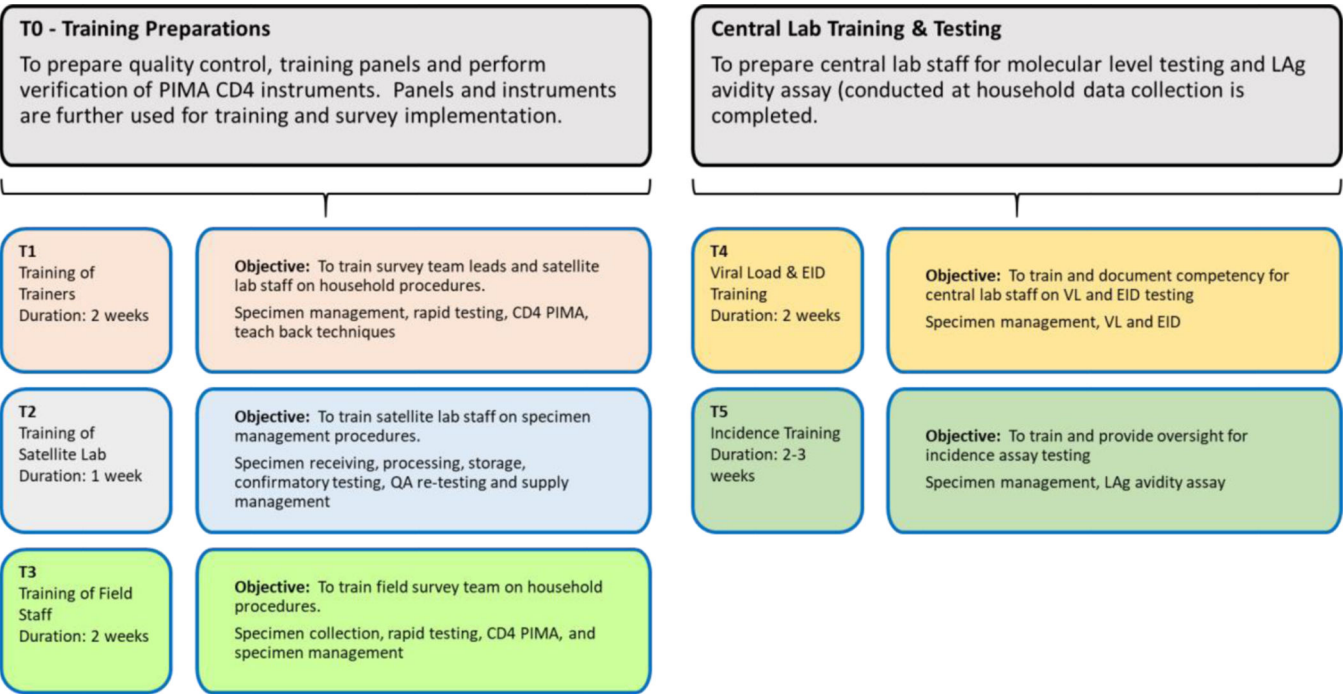 T0 - Training Preparations
To prepare quality control, training panels and perform
verification of PIMA CD4 instruments.  Panels and instruments
are further used for training and survey implementation.
T1
Training of
Trainers
Duration: 2 weeks
Objective:  To train survey team leads and satellite
lab staff on household procedures.
Specimen management, rapid testing, CD4 PIMA,
teach back techniques
T2
Training of
Satellite Lab
Duration: 1 week
Objective:  To train satellite lab staff on specimen
management procedures.
Specimen receiving, processing, storage,
confirmatory testing, QA re-testing and supply
management
T3
Training of Field
Staff
Duration: 2 weeks
Objective:  To train field survey team on household
procedures.
Specimen collection, rapid testing, CD4 PIMA, and
specimen management
Central Lab Training & Testing
To prepare central lab staff for molecular level testing and LAg
avidity assay (conducted at household data collection is
completed.
T4
Viral Load & EID
Training
Duration: 2 weeks
Objective:  To train and document competency for
central lab staff on VL and EID testing
Specimen management, VL and EID
T5
Incidence Training
Duration: 2-3
weeks
Objective:  To train and provide oversight for
incidence assay testing
Specimen management, LAg avidity assay